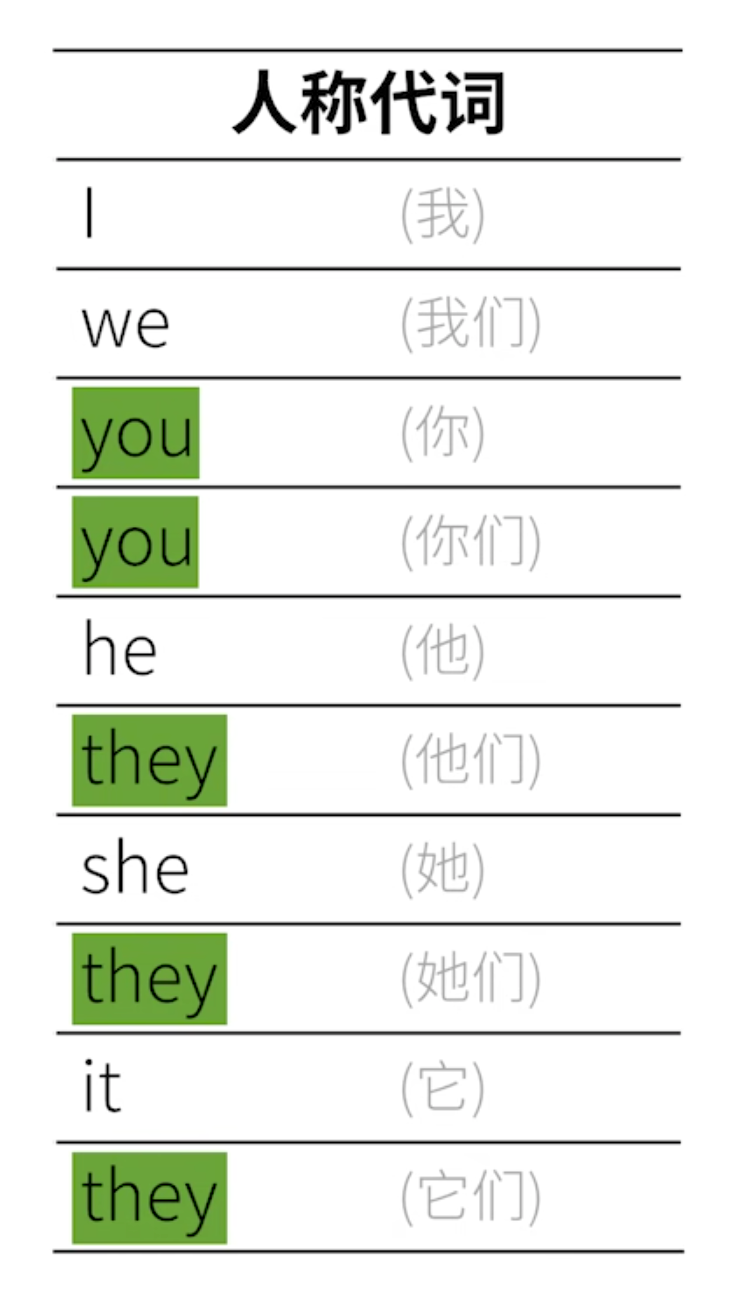 人称代词
I (我)
we (我们)
you (你)
you (你们)
he (他)
they (他们)
she (她)
they (她们)
it (它)
they (它们)